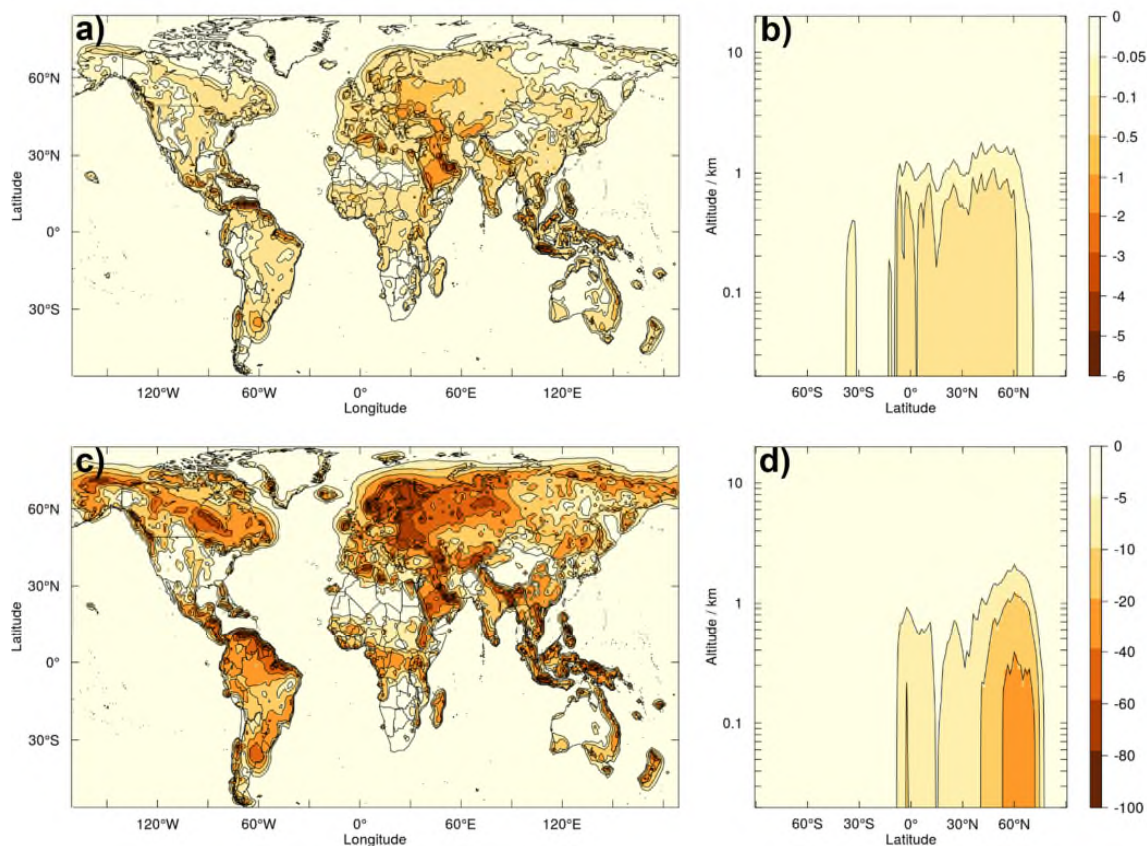 a)
60°N
30°N
0°
30°S
Latitude
120°W
60°W
0°
60°E
120°E
Longitude
b)
10
1
0.1
Altitude / km
60°S
30°S
0°
30°N
60°N
Latitude
0
-0.05
-0.1
-0.5
-1
-2
-3
-4
-5
-6
c)
60°N
30°N
0°
30°S
Latitude
120°W
60°W
0°
60°E
120°E
Longitude
d)
10
1
0.1
Altitude / km
60°S
30°S
0°
30°N
60°N
Latitude
0
-5
-10
-20
-40
-60
-80
-100